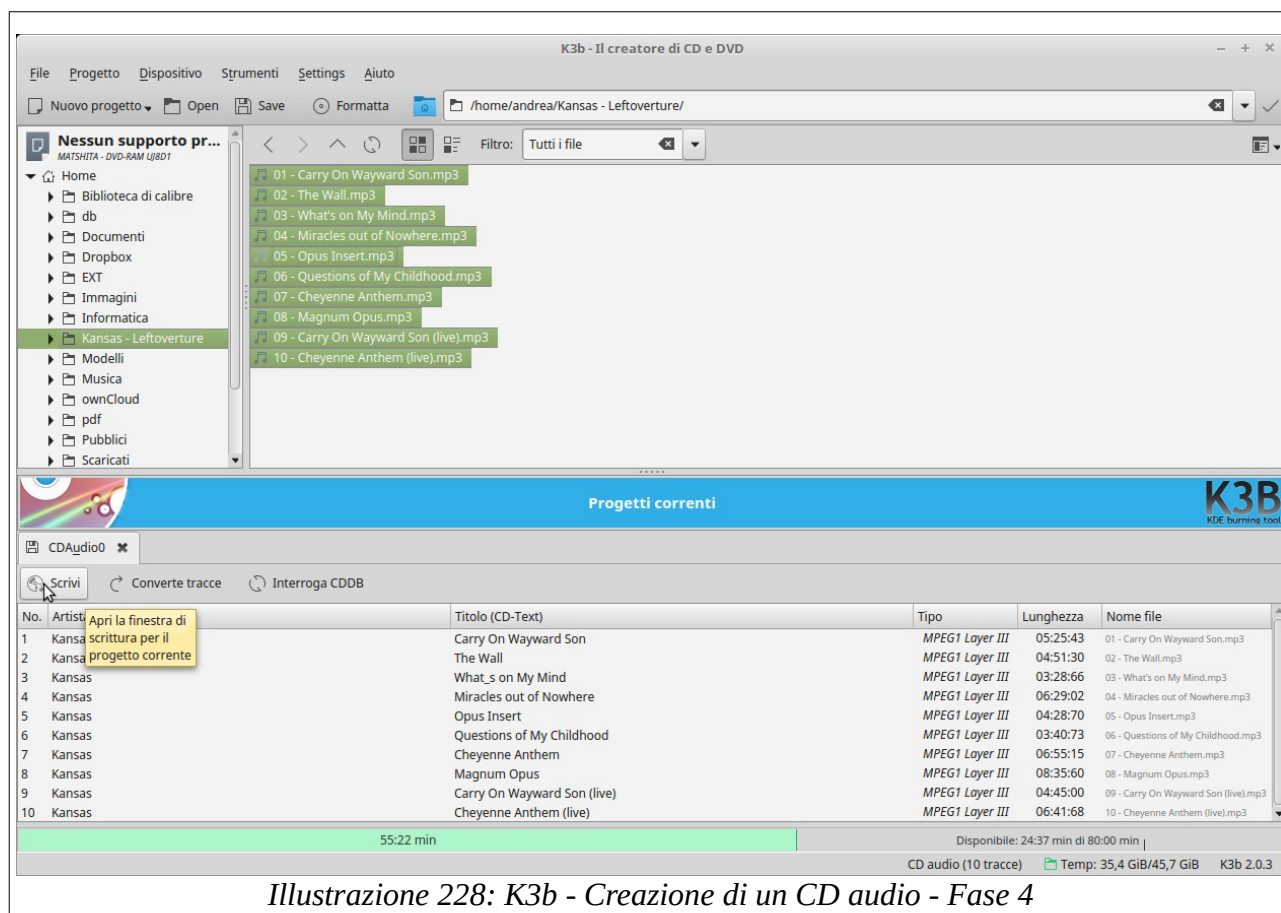 K3b - Il creatore di CD e DVD
File Progetto Dispositivo Strumenti Settings Aiuto
Nuovo progetto Open Save Formatta /home/andrea/Kansas - Leftoverture/
Nessun supporto pr...
MATSHITA - DVD-RAM UJ8D1
Filtro: Tutti i file
Home
Biblioteca di calibre
db
Documenti
Dropbox
EXT
Immagini
Informatica
Kansas - Leftoverture
Modelli
Musica
ownCloud
pdf
Pubblici
Scaricati
01 - Carry On Wayward Son.mp3
02 - The Wall.mp3
03 - What's on My Mind.mp3
04 - Miracles out of Nowhere.mp3
05 - Opus Insert.mp3
06 - Questions of My Childhood.mp3
07 - Cheyenne Anthem.mp3
08 - Magnum Opus.mp3
09 - Carry On Wayward Son (live).mp3
10 - Cheyenne Anthem (live).mp3
Progetti correnti
K3B
KDE burning tool
CDAudio0
Scrivi Converte tracce Interroga CDDB
No. Artist Titolo (CD-Text) Tipo Lunghezza Nome file
Apri la finestra di
scrittura per il
progetto corrente
1 Kansa Carry On Wayward Son MPEG1 Layer III 05:25:43 01 - Carry On Wayward Son.mp3
2 Kansa The Wall MPEG1 Layer III 04:51:30 02 - The Wall.mp3
3 Kansas What_s on My Mind MPEG1 Layer III 03:28:66 03 - What's on My Mind.mp3
4 Kansas Miracles out of Nowhere MPEG1 Layer III 06:29:02 04 - Miracles out of Nowhere.mp3
5 Kansas Opus Insert MPEG1 Layer III 04:28:70 05 - Opus Insert.mp3
6 Kansas Questions of My Childhood MPEG1 Layer III 03:40:73 06 - Questions of My Childhood.mp3
7 Kansas Cheyenne Anthem MPEG1 Layer III 06:55:15 07 - Cheyenne Anthem.mp3
8 Kansas Magnum Opus MPEG1 Layer III 08:35:60 08 - Magnum Opus.mp3
9 Kansas Carry On Wayward Son (live) MPEG1 Layer III 04:45:00 09 - Carry On Wayward Son (live).mp3
10 Kansas Cheyenne Anthem (live) MPEG1 Layer III 06:41:68 10 - Cheyenne Anthem (live).mp3
55:22 min Disponibile: 24:37 min di 80:00 min
CD audio (10 tracce) Temp: 35,4 GiB/45,7 GiB K3b 2.0.3
Illustrazione 228: K3b - Creazione di un CD audio - Fase 4